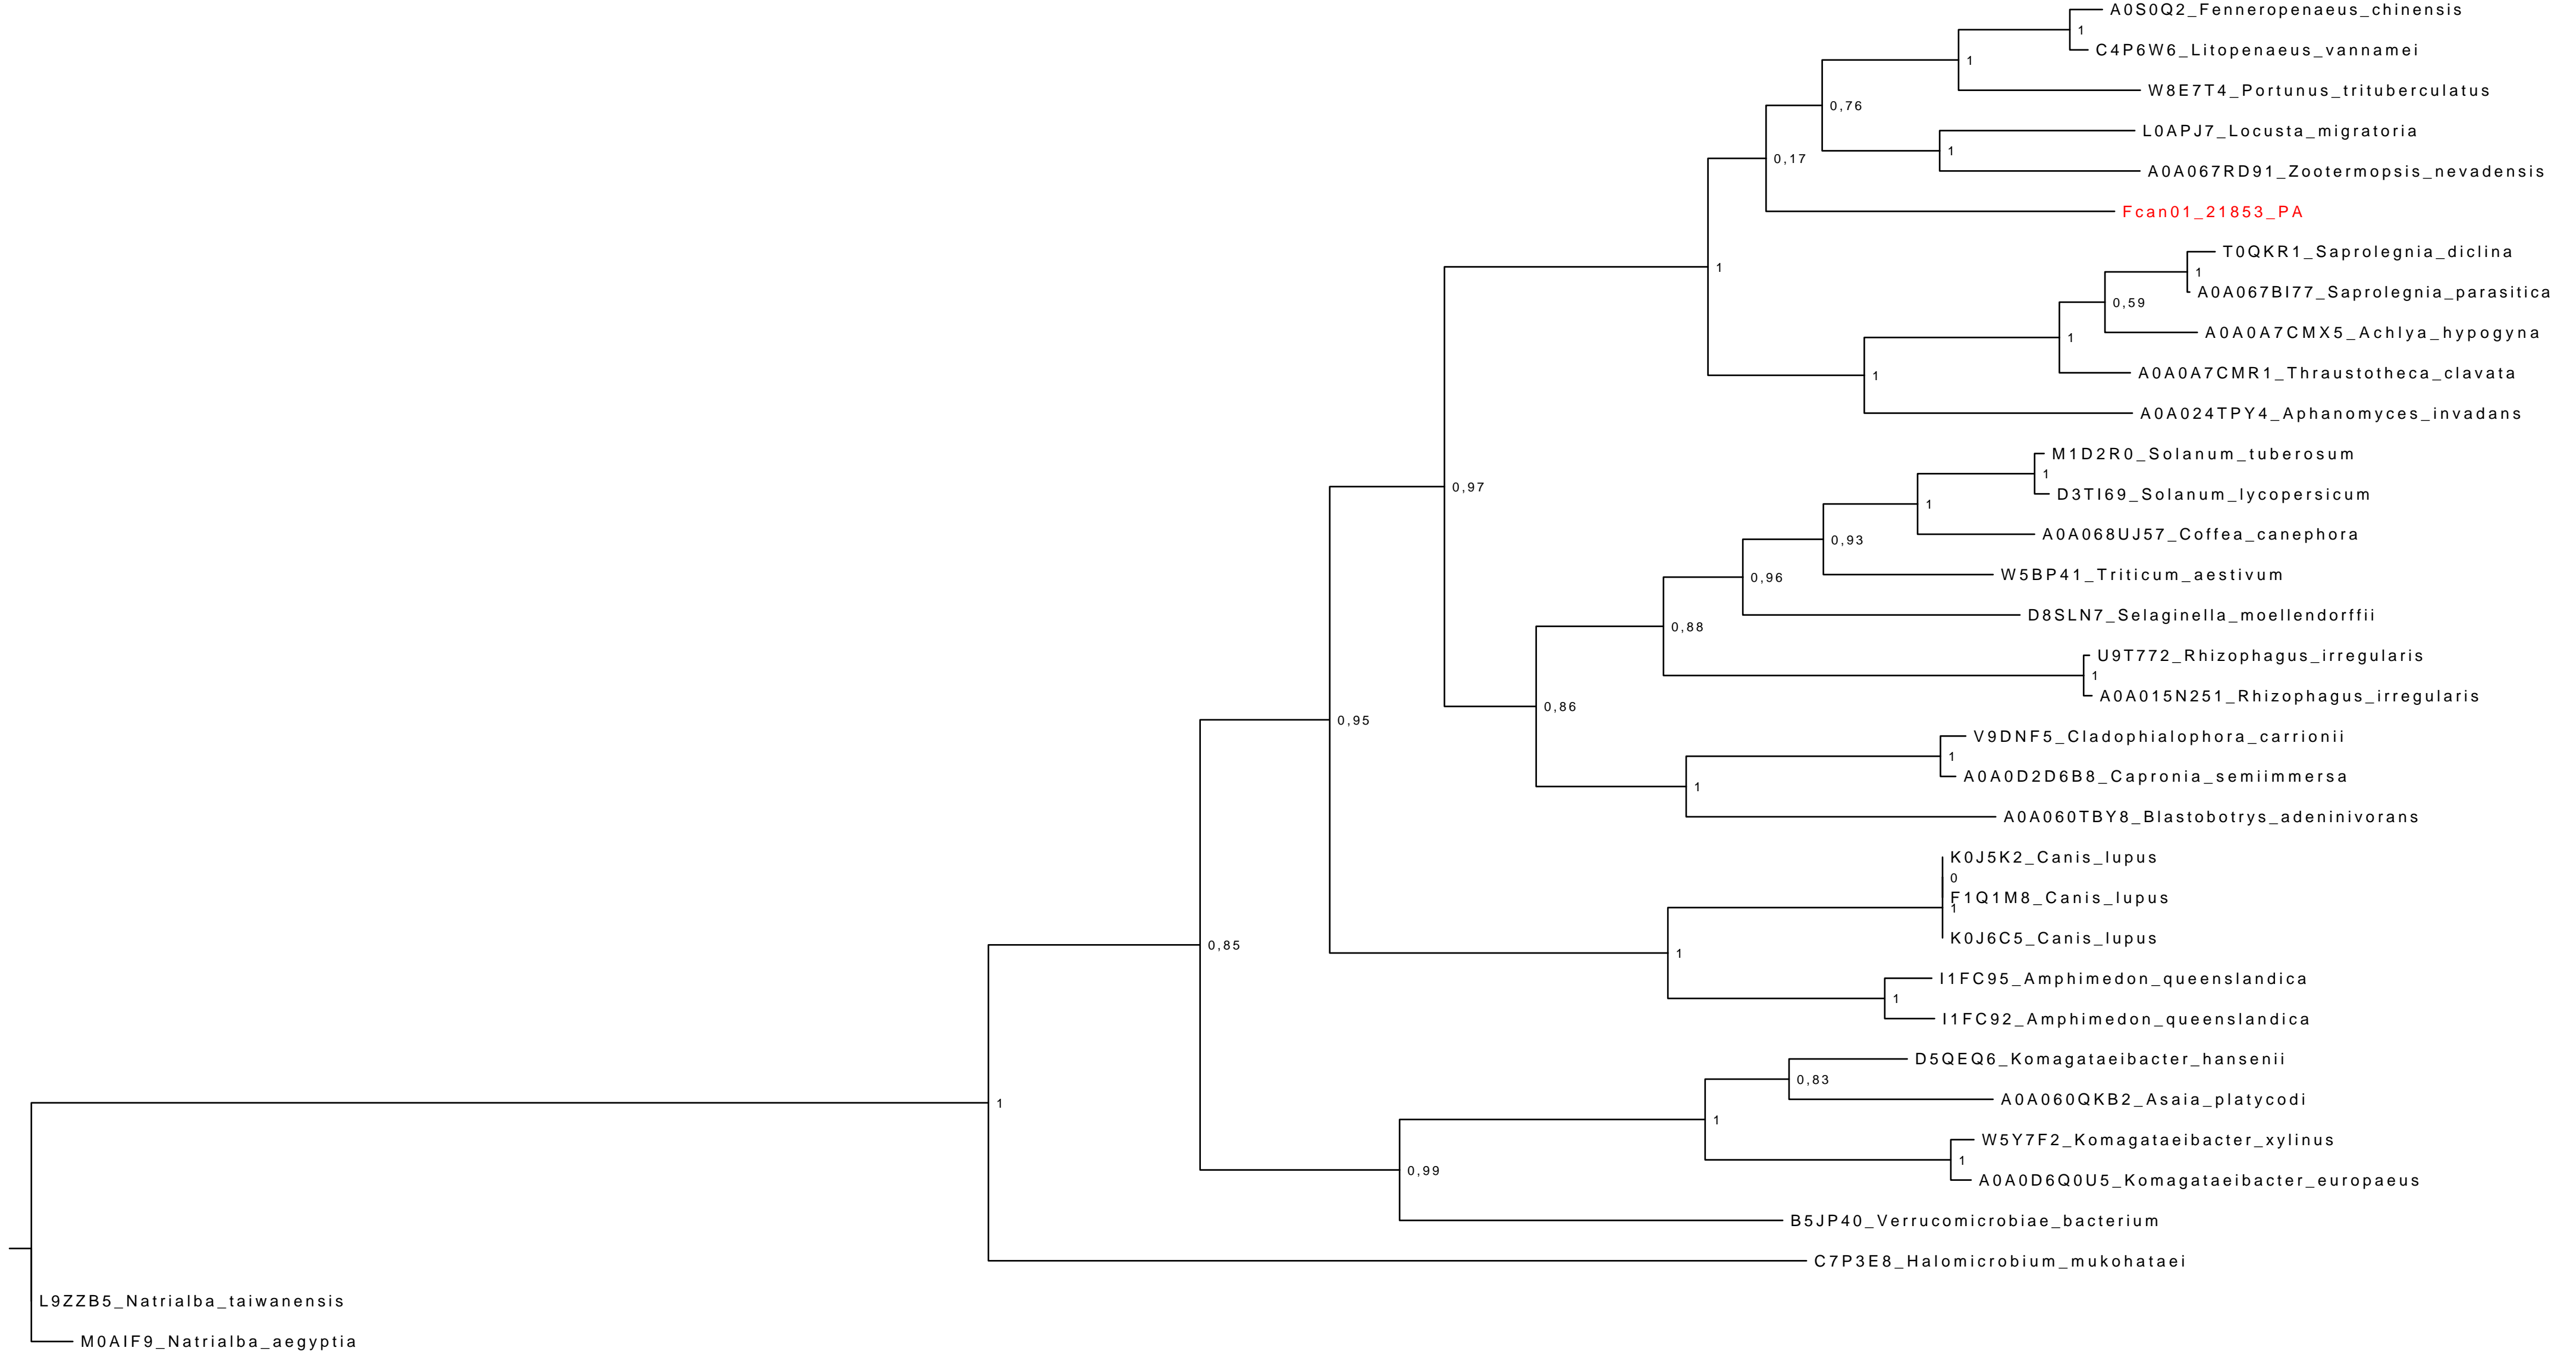 A0S0Q2_Fenneropenaeus_chinensis
1
C4P6W6_Litopenaeus_vannamei
1
W8E7T4_Portunus_trituberculatus
0,76
L0APJ7_Locusta_migratoria
1
0,17
A0A067RD91_Zootermopsis_nevadensis
Fcan01_21853_PA
T0QKR1_Saprolegnia_diclina
1
1
A0A067BI77_Saprolegnia_parasitica
0,59
A0A0A7CMX5_Achlya_hypogyna
1
A0A0A7CMR1_Thraustotheca_clavata
1
A0A024TPY4_Aphanomyces_invadans
M1D2R0_Solanum_tuberosum
1
0,97
D3TI69_Solanum_lycopersicum
1
A0A068UJ57_Coffea_canephora
0,93
W5BP41_Triticum_aestivum
0,96
D8SLN7_Selaginella_moellendorffii
0,88
U9T772_Rhizophagus_irregularis
1
A0A015N251_Rhizophagus_irregularis
0,86
0,95
V9DNF5_Cladophialophora_carrionii
1
A0A0D2D6B8_Capronia_semiimmersa
1
A0A060TBY8_Blastobotrys_adeninivorans
K0J5K2_Canis_lupus
0
F1Q1M8_Canis_lupus
1
K0J6C5_Canis_lupus
0,85
1
I1FC95_Amphimedon_queenslandica
1
I1FC92_Amphimedon_queenslandica
D5QEQ6_Komagataeibacter_hansenii
0,83
A0A060QKB2_Asaia_platycodi
1
1
W5Y7F2_Komagataeibacter_xylinus
1
0,99
A0A0D6Q0U5_Komagataeibacter_europaeus
B5JP40_Verrucomicrobiae_bacterium
C7P3E8_Halomicrobium_mukohataei
L9ZZB5_Natrialba_taiwanensis
M0AIF9_Natrialba_aegyptia